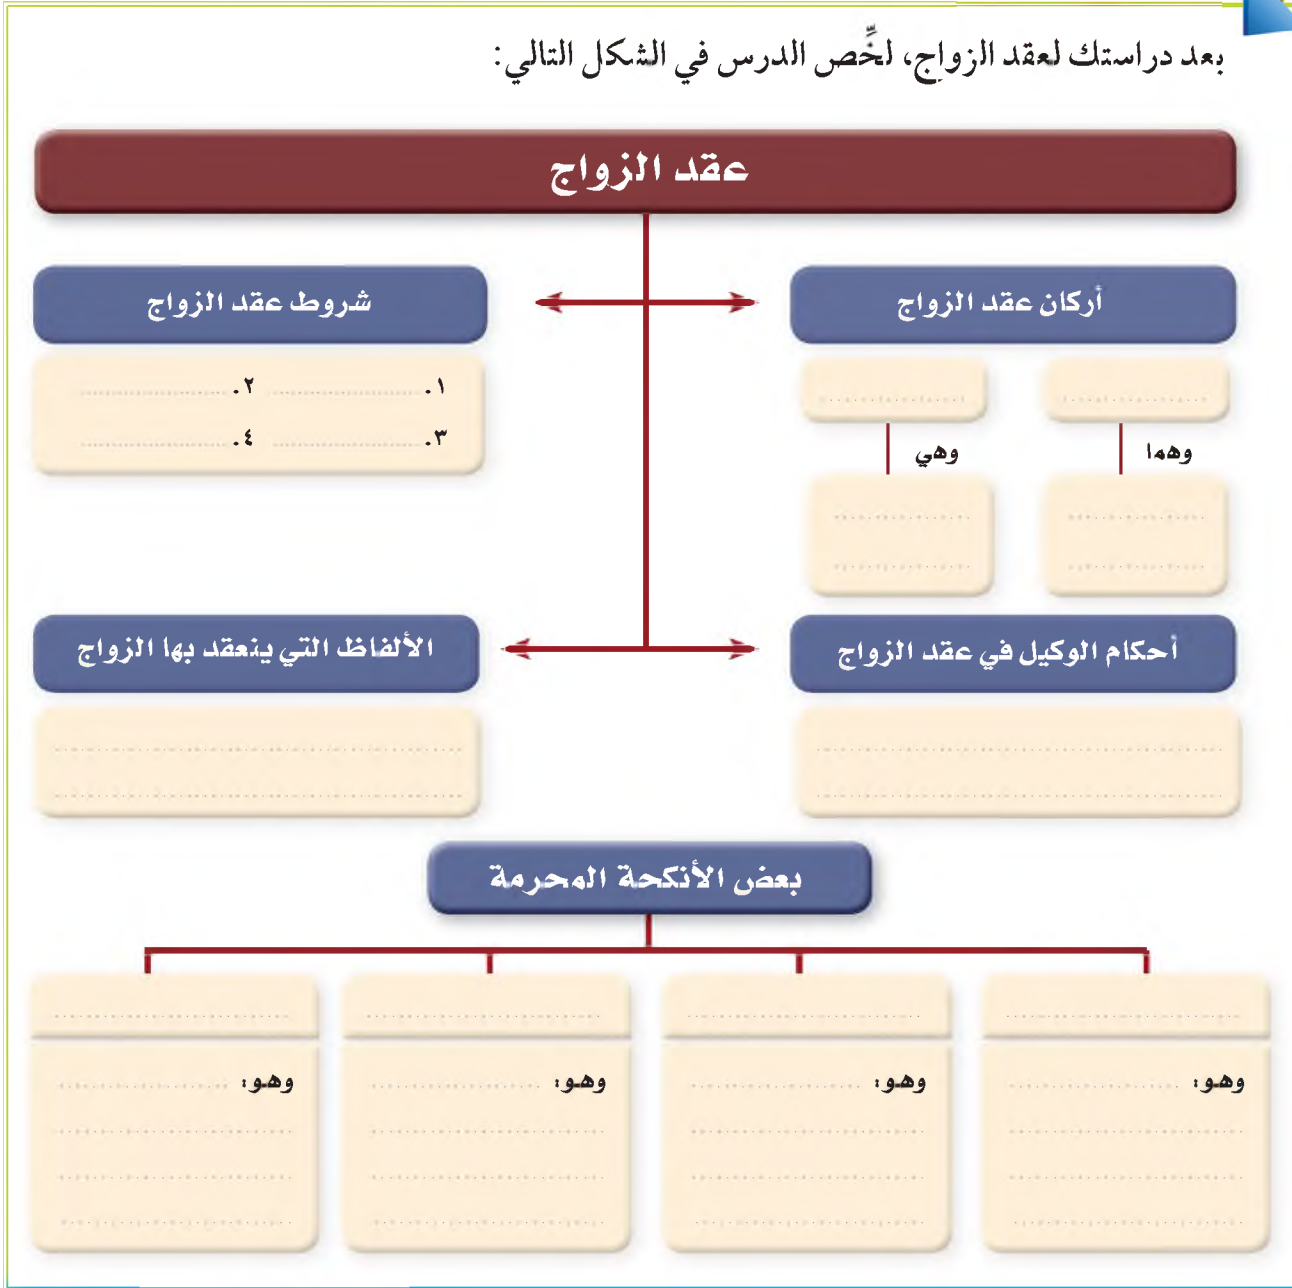 بعد دراستك لعقد الزواج، لخِّص الدرس في الشكل التالي:
عقد الزواج
أركان عقد الزواج
شروط عقد الزواج
١. ........................ ٢. ........................
٣. ........................ ٤. ........................
وهما
وهي
أحكام الوكيل في عقد الزواج
الألفاظ التي ينعقد بها الزواج
بعض الأنكحة المحرمة
وهو:
وهو:
وهو:
وهو: